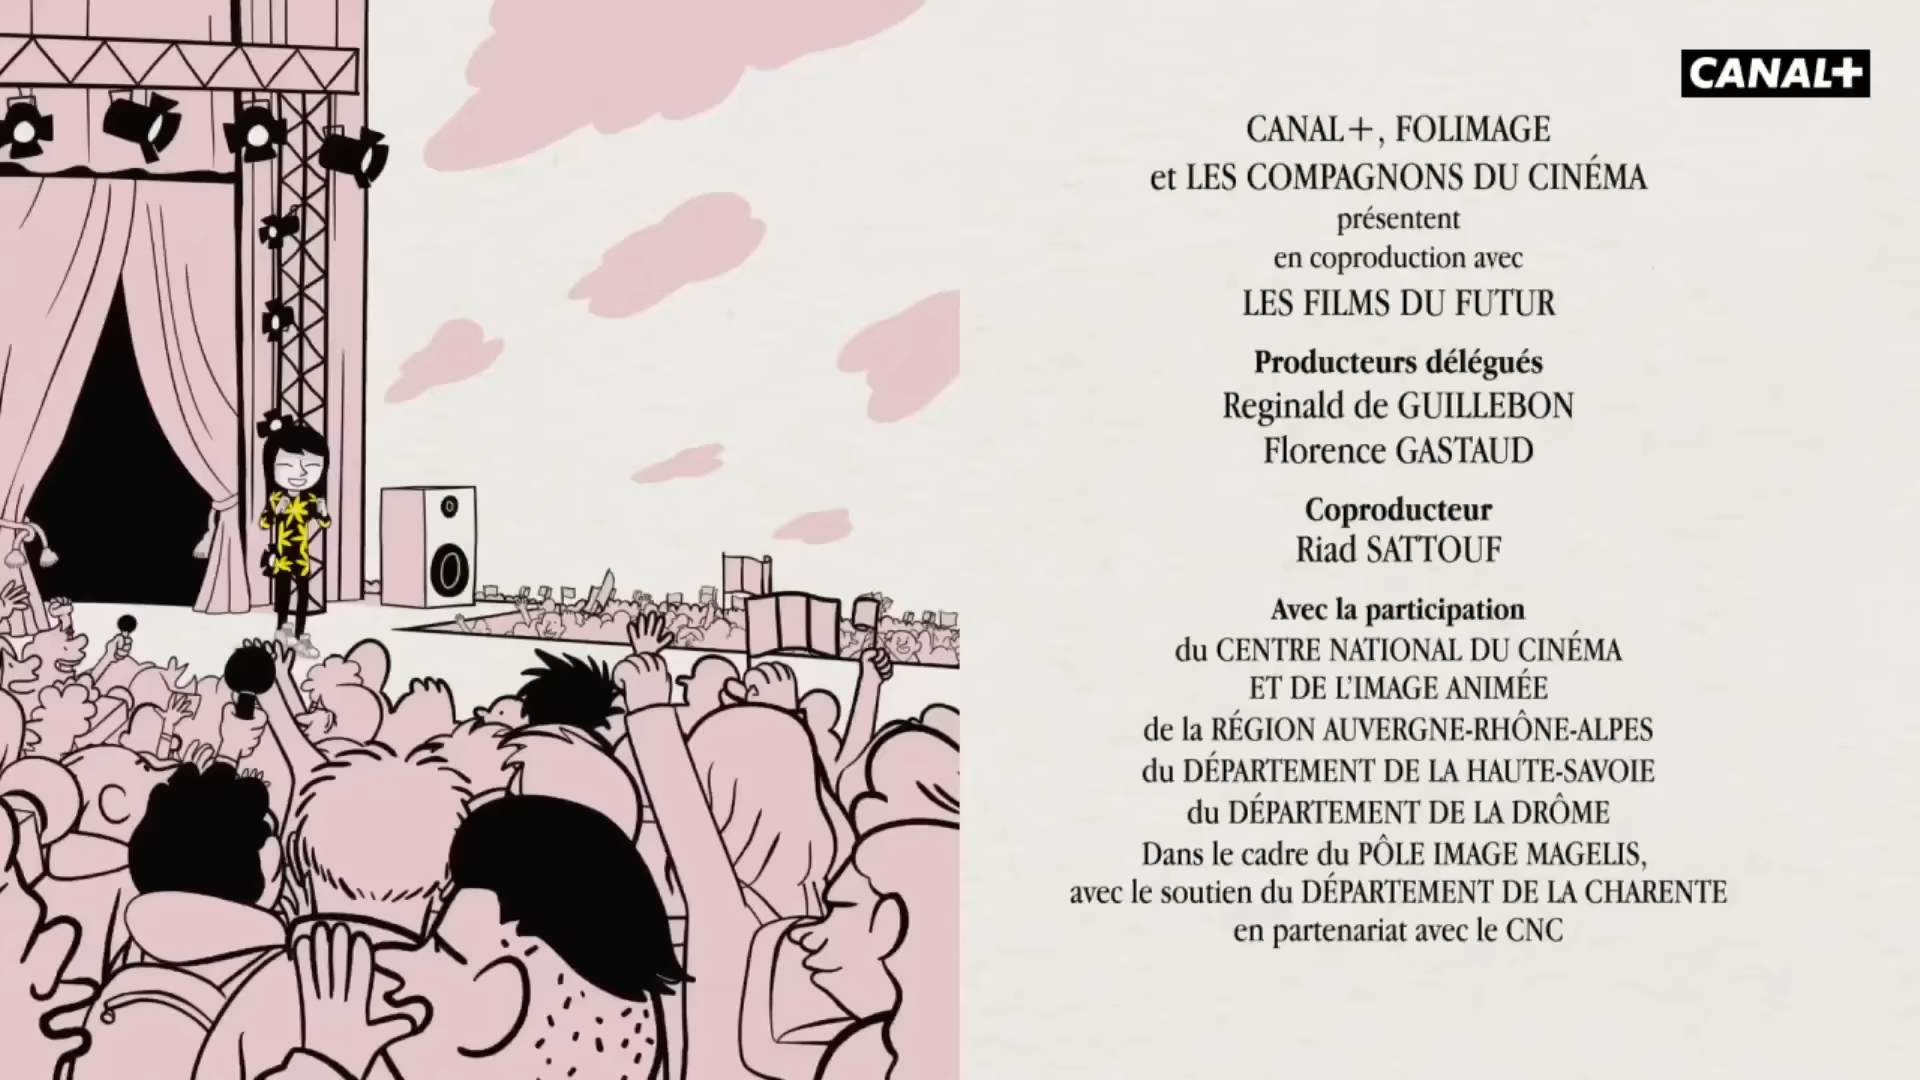 CANAL+
CANAL+, FOLIMAGE
et LES COMPAGNONS DU CINÉMA
présentent
en coproduction avec
LES FILMS DU FUTUR
Producteurs délégués
Reginald de GUILLEBON
Florence GASTAUD
Coproducteur
Riad SATTOUF
Avec la participation
du CENTRE NATIONAL DU CINÉMA
ET DE L'IMAGE ANIMÉE
de la RÉGION AUVERGNE-RHÔNE-ALPES
du DÉPARTEMENT DE LA HAUTE-SAVOIE
du DÉPARTEMENT DE LA DRÔME
Dans le cadre du PÔLE IMAGE MAGELIS,
avec le soutien du DÉPARTEMENT DE LA CHARENTE
en partenariat avec le CNC